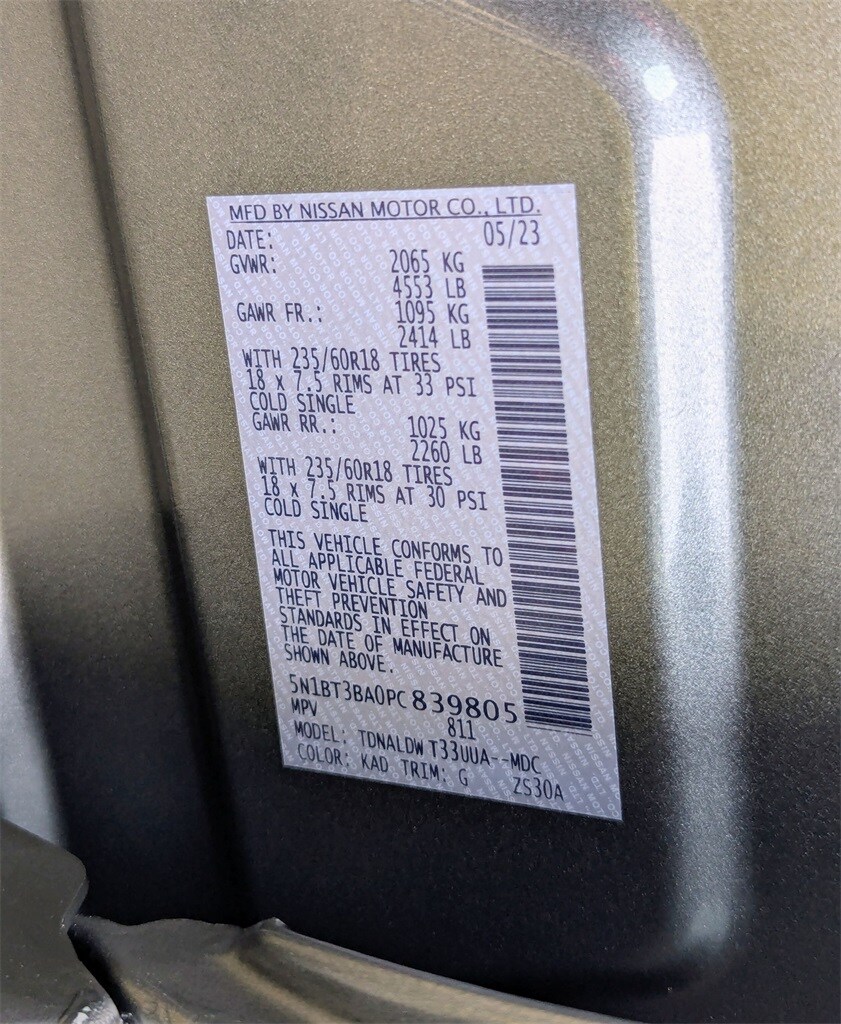 MFD BY NISSAN MOTOR CO., LTD.
DATE: 05/23
GVWR: 2065 KG
4553 LB
GAWR FR.: 1095 KG
2414 LB
WITH 235/60R18 TIRES
18 x 7.5 RIMS AT 33 PSI
COLD SINGLE
GAWR RR.: 1025 KG
2260 LB
WITH 235/60R18 TIRES
18 x 7.5 RIMS AT 30 PSI
COLD SINGLE
THIS VEHICLE CONFORMS TO
ALL APPLICABLE FEDERAL
MOTOR VEHICLE SAFETY AND
THEFT PREVENTION
STANDARDS IN EFFECT ON
THE DATE OF MANUFACTURE
SHOWN ABOVE.
5N1BT3BA0PC839805
MPV 811
MODEL: TDNALDW T33UUA--MDC
COLOR: KAD TRIM: G ZS30A